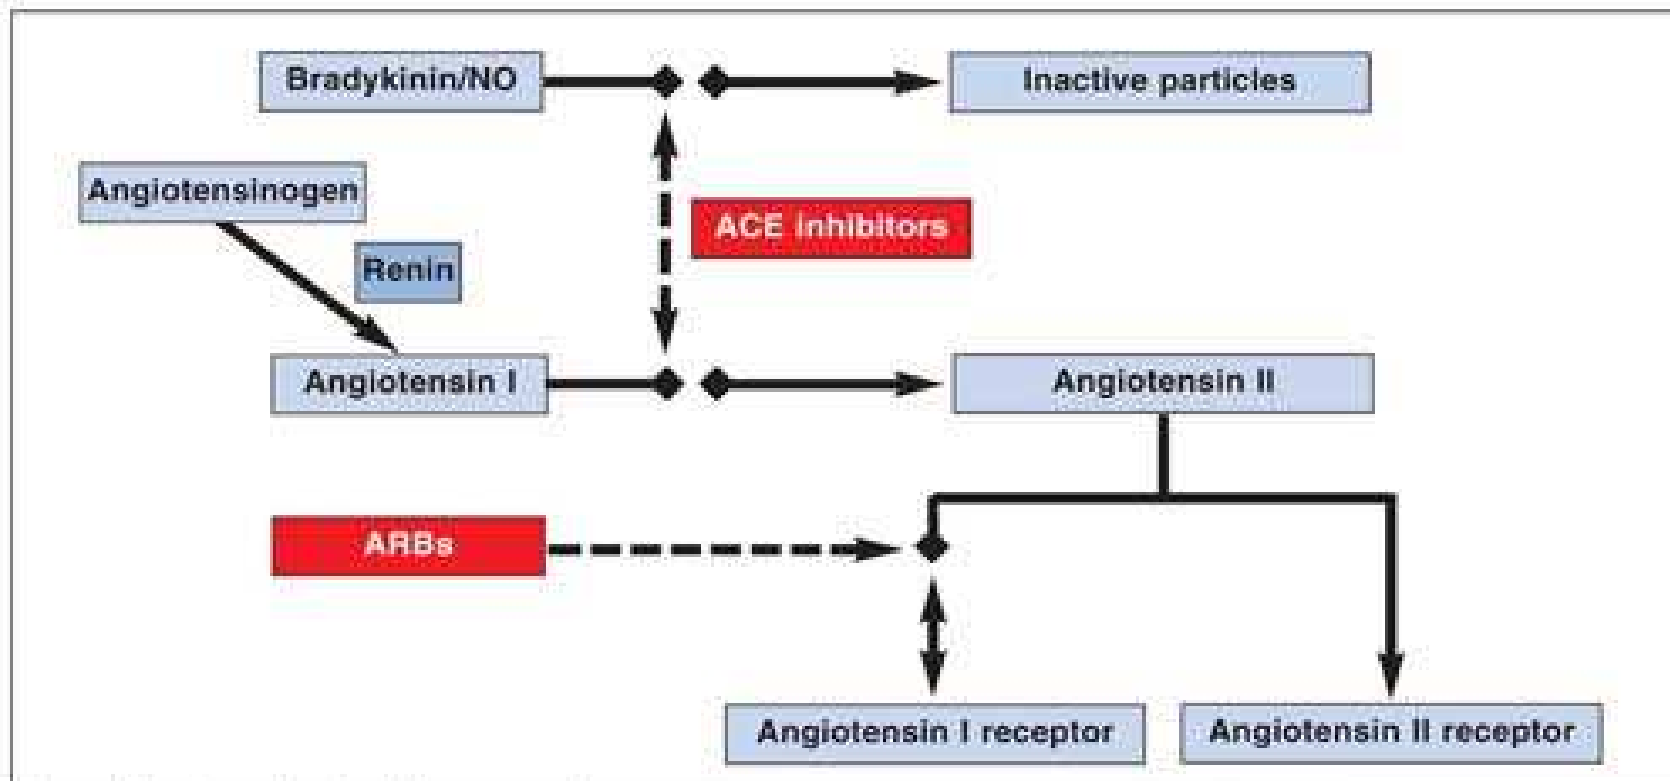 Bradykinin/NO
Inactive particles
Angiotensinogen
ACE inhibitors
Renin
Angiotensin I
Angiotensin II
ARBs
Angiotensin I receptor
Angiotensin II receptor